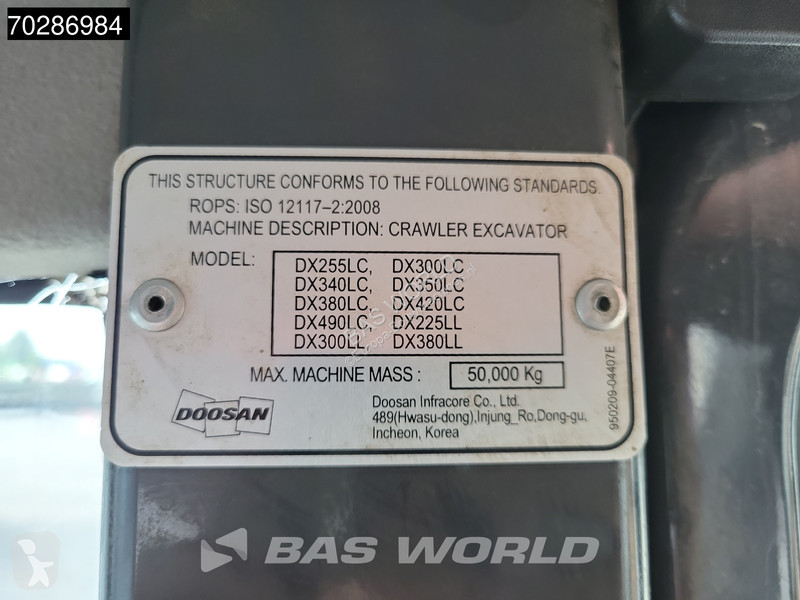 70286984
THIS STRUCTURE CONFORMS TO THE FOLLOWING STANDARDS.
ROPS: ISO 12117-2:2008
MACHINE DESCRIPTION: CRAWLER EXCAVATOR
MODEL:
DX255LC, DX300LC
DX340LC, DX350LC
DX380LC, DX420LC
DX490LC, DX225LL
DX300LL, DX380LL
MAX. MACHINE MASS : 50,000 Kg
DOOSAN
Doosan Infracore Co., Ltd.
489(Hwasu-dong),Injung_Ro,Dong-gu,
Incheon, Korea
950209-04407E
BAS WORLD